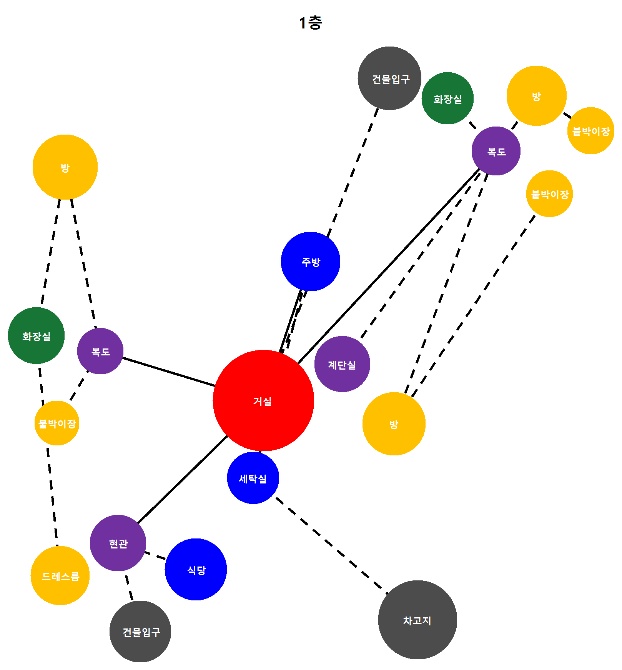 1층
건물입구
화장실
방
붙박이장
복도
방
붙박이장
주방
화장실
복도
계단실
거실
붙박이장
방
세탁실
현관
식당
드레스룸
건물입구
차고지